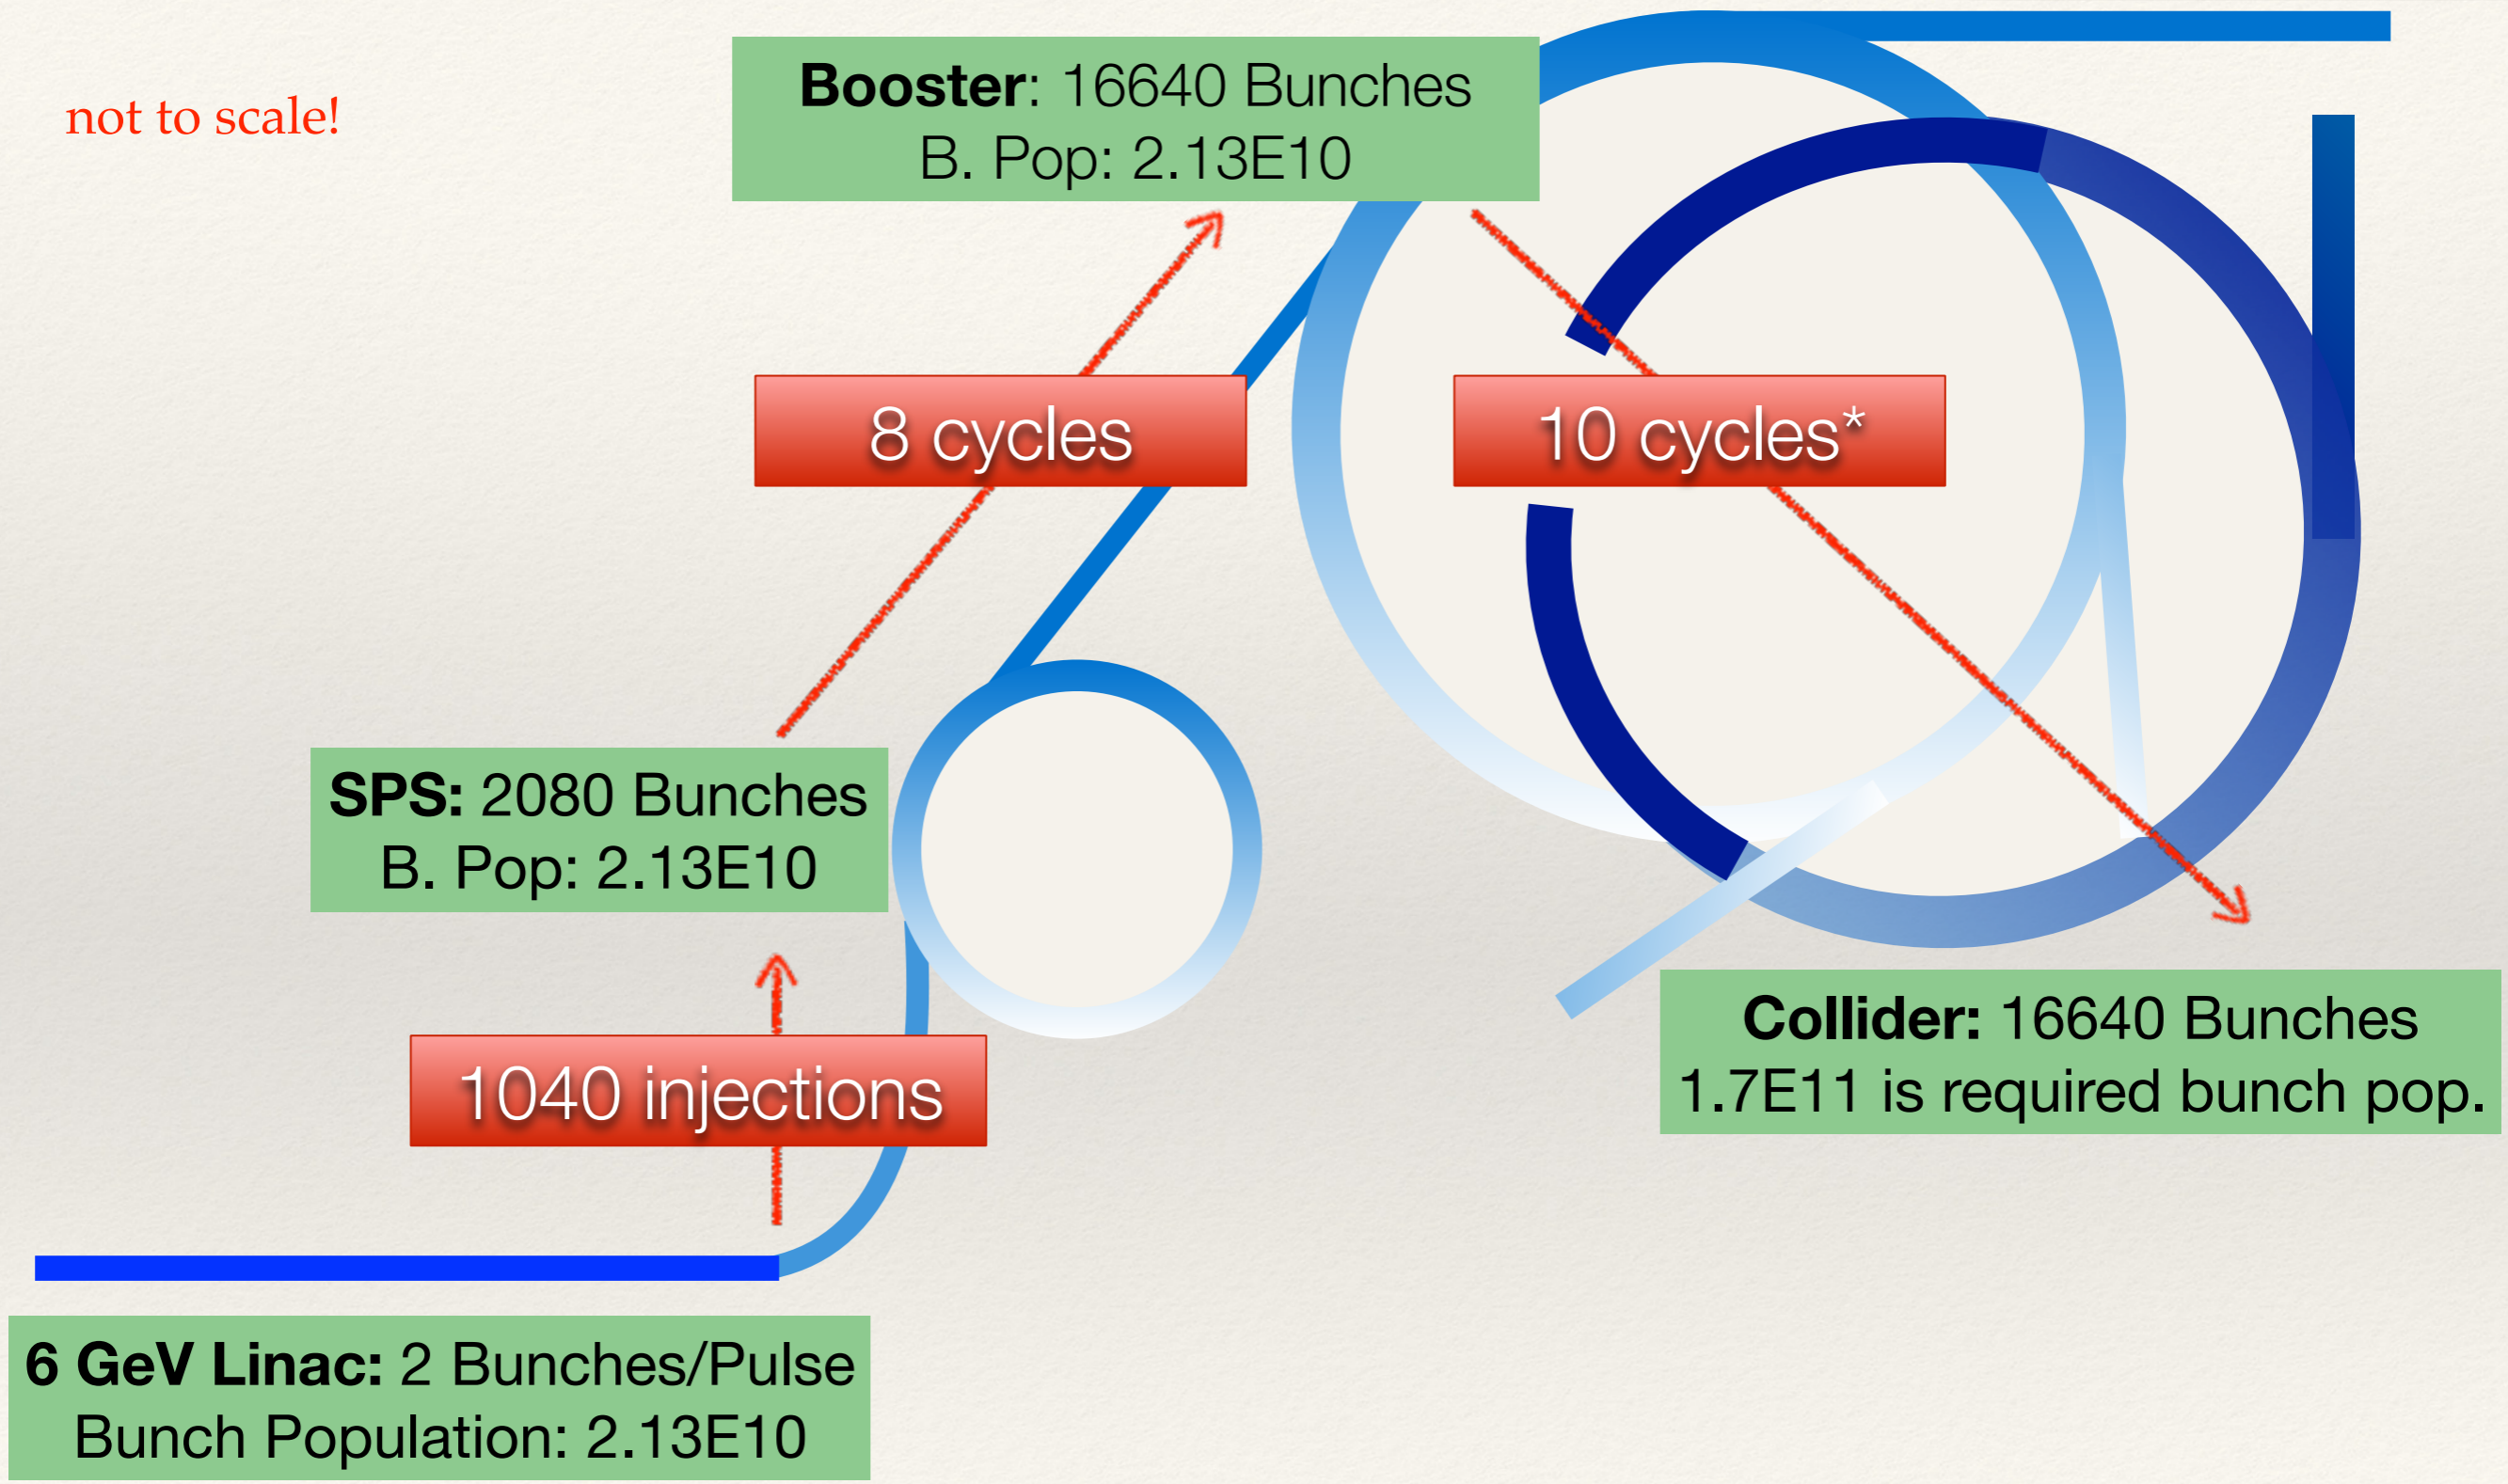 not to scale!
Booster: 16640 Bunches
B. Pop: 2.13E10
8 cycles
10 cycles*
SPS: 2080 Bunches
B. Pop: 2.13E10
1040 injections
Collider: 16640 Bunches
1.7E11 is required bunch pop.
6 GeV Linac: 2 Bunches/Pulse
Bunch Population: 2.13E10